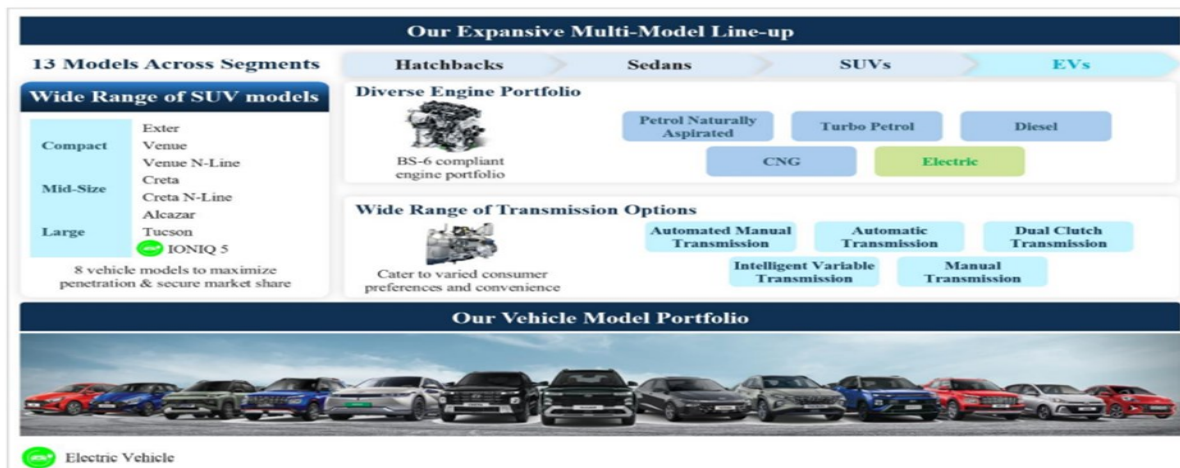 Our Expansive Multi-Model Line-up
13 Models Across Segments
Hatchbacks
Sedans
SUVs
EVs
Wide Range of SUV models
Compact
Exter
Venue
Venue N-Line
Mid-Size
Creta
Creta N-Line
Large
Alcazar
Tucson
IONIQ 5
8 vehicle models to maximize
penetration & secure market share
Diverse Engine Portfolio
BS-6 compliant
engine portfolio
Petrol Naturally
Aspirated
Turbo Petrol
Diesel
CNG
Electric
Wide Range of Transmission Options
Cater to varied consumer
preferences and convenience
Automated Manual
Transmission
Automatic
Transmission
Dual Clutch
Transmission
Intelligent Variable
Transmission
Manual
Transmission
Our Vehicle Model Portfolio
Electric Vehicle